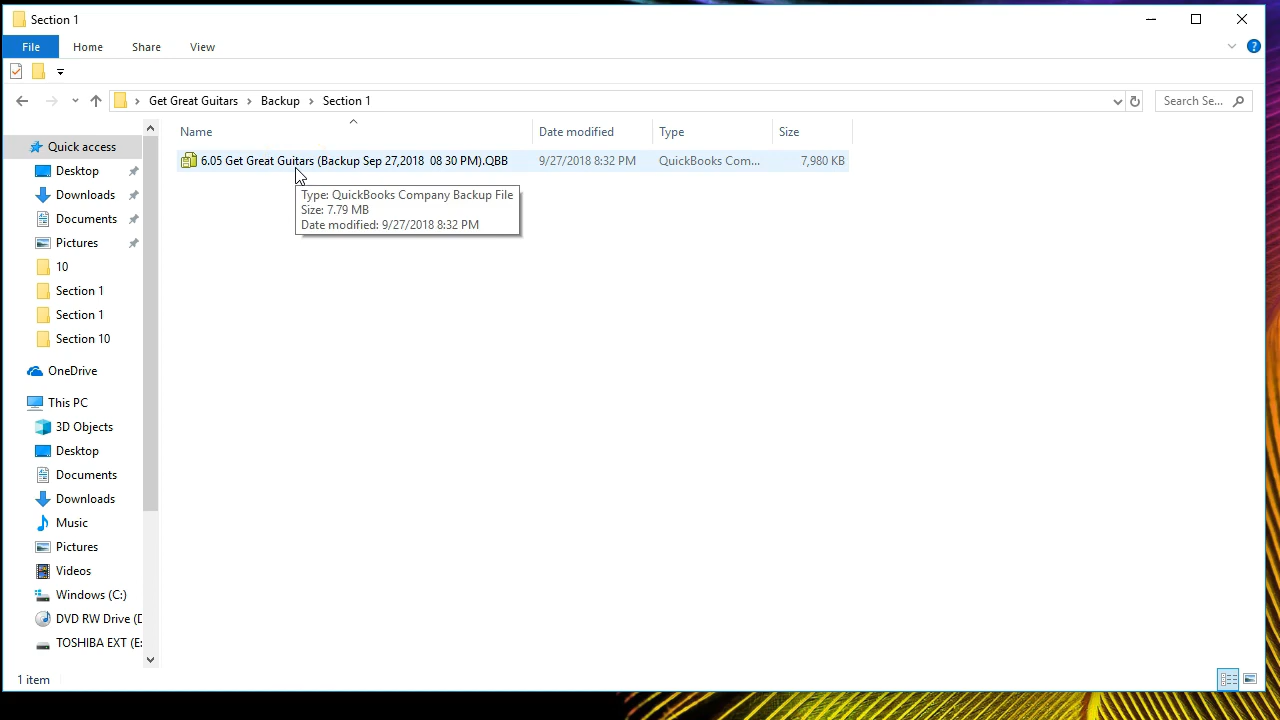 Section 1
File
Home
Share
View
Get Great Guitars
Backup
Section 1
Search Se...
Name
Date modified
Type
Size
6.05 Get Great Guitars (Backup Sep 27,2018  08 30 PM).QBB
9/27/2018 8:32 PM
QuickBooks Com...
7,980 KB
Type: QuickBooks Company Backup File
Size: 7.79 MB
Date modified: 9/27/2018 8:32 PM
Quick access
Desktop
Downloads
Documents
Pictures
10
Section 1
Section 1
Section 10
OneDrive
This PC
3D Objects
Desktop
Documents
Downloads
Music
Pictures
Videos
Windows (C:)
DVD RW Drive (D
TOSHIBA EXT (E:
1 item